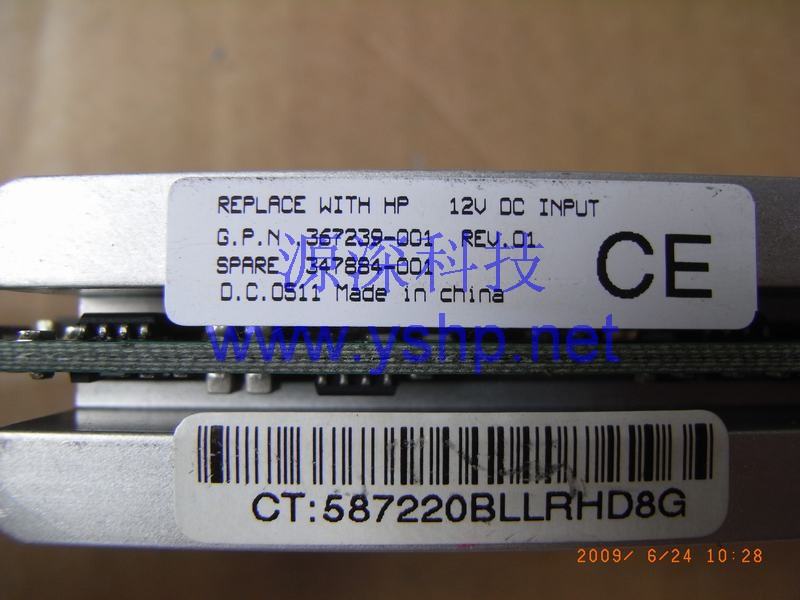 REPLACE WITH HP 12V DC INPUT
G.P.N .367239-001 REV.01
SPARE 347884-001
D.C.0511 Made in china
CE
源深科技
www.yshp.net
CT:587220BLLRHD8G
2009/ 6/24 10:28